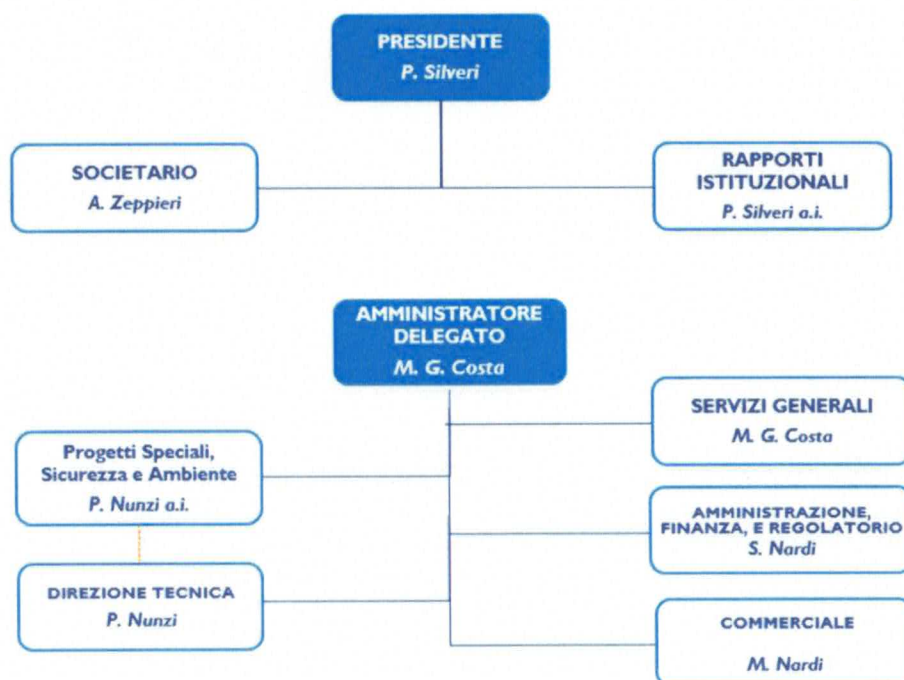 PRESIDENTE
P. Silveri
SOCIETARIO
A. Zeppieri
RAPPORTI
ISTITUZIONALI
P. Silveri a.i.
AMMINISTRATORE
DELEGATO
M. G. Costa
SERVIZI GENERALI
M. G. Costa
Progetti Speciali,
Sicurezza e Ambiente
P. Nunzi a.i.
AMMINISTRAZIONE,
FINANZA, E REGOLATORIO
S. Nardi
DIREZIONE TECNICA
P. Nunzi
COMMERCIALE
M. Nardi